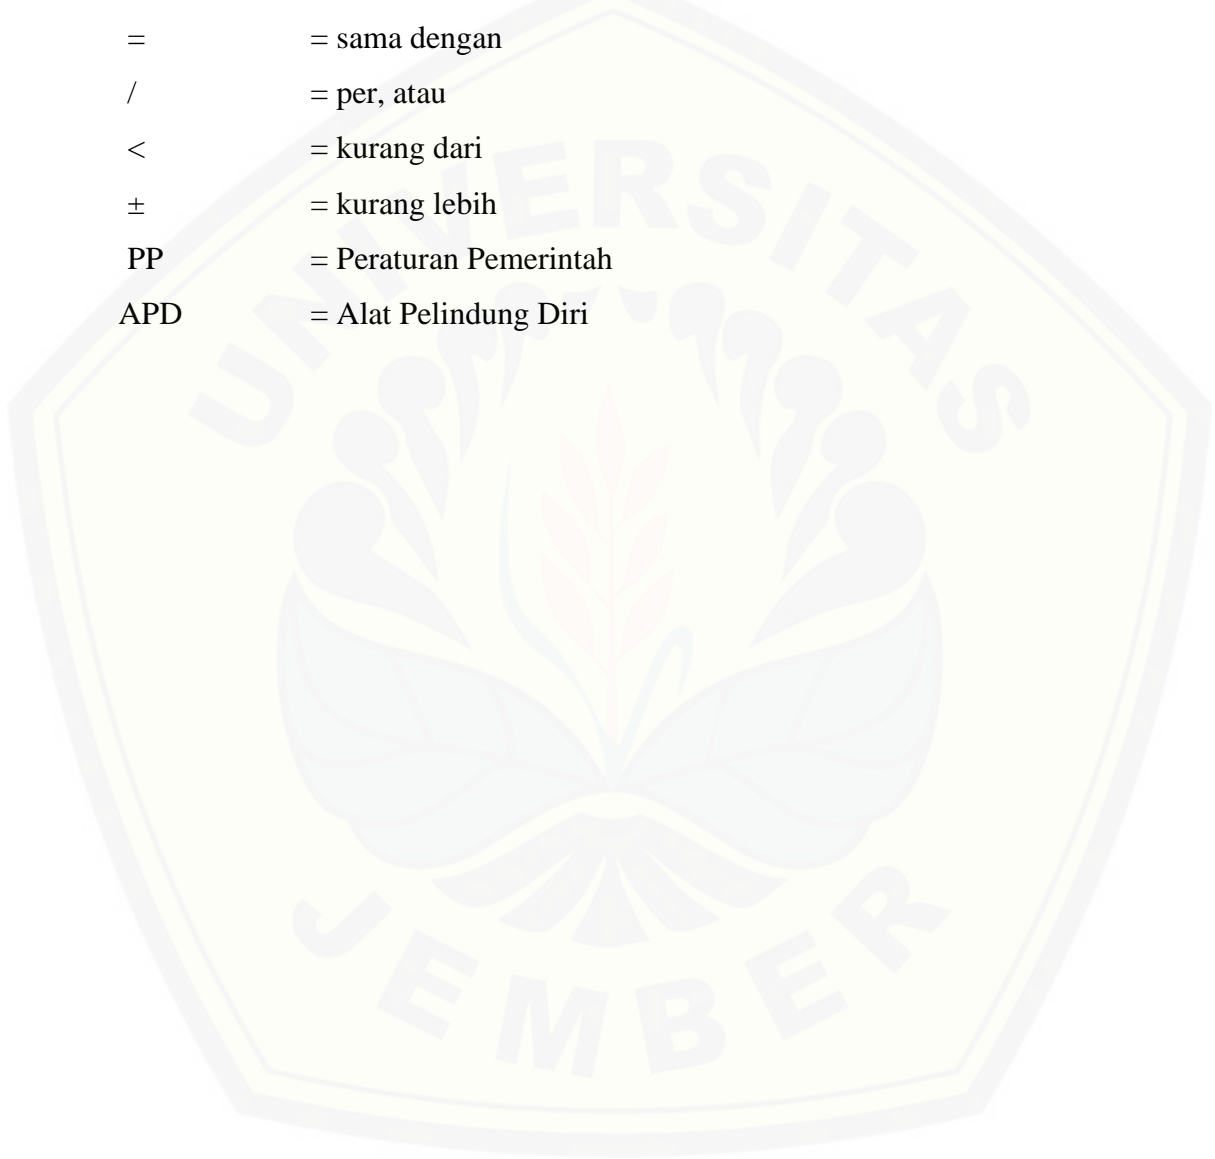 = = sama dengan
/ = per, atau
< = kurang dari
± = kurang lebih
PP = Peraturan Pemerintah
APD = Alat Pelindung Diri
UNIVERSITAS
JEMBER